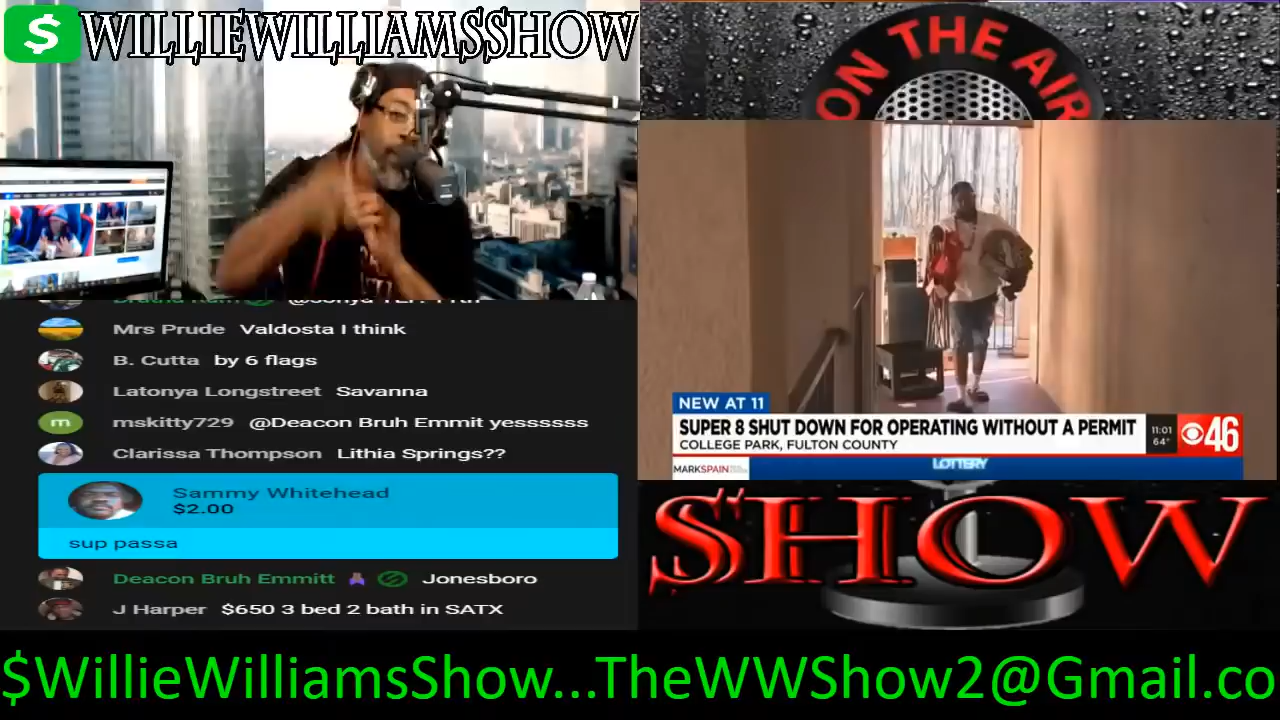 $ WILLIEWILLIAMSSHOW
ON THE AIR
Mrs Prude Valdosta I think
B. Cutta by 6 flags
Latonya Longstreet Savanna
m mskitty729 @Deacon Bruh Emmit yessssss
Clarissa Thompson Lithia Springs??
Sammy Whitehead
$2.00
sup passa
Deacon Bruh Emmitt Jonesboro
J Harper $650 3 bed 2 bath in SATX
NEW AT 11
SUPER 8 SHUT DOWN FOR OPERATING WITHOUT A PERMIT
COLLEGE PARK, FULTON COUNTY
11:01
64°
46
MARKSPAIN
LOTTERY
SHOW
$WillieWilliamsShow...TheWWShow2@Gmail.co